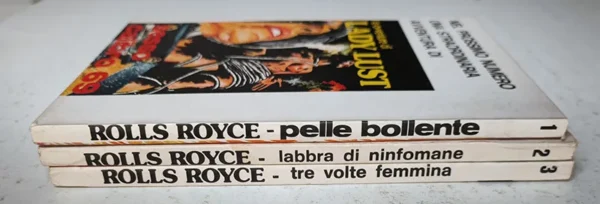 NEL PROSSIMO NUMERO
UNA STRAORDINARIA
AVVENTURA DI
LADY LUST
ROLLS ROYCE - pelle bollente 1
ROLLS ROYCE - labbra di ninfomane 2
ROLLS ROYCE - tre volte femmina 3